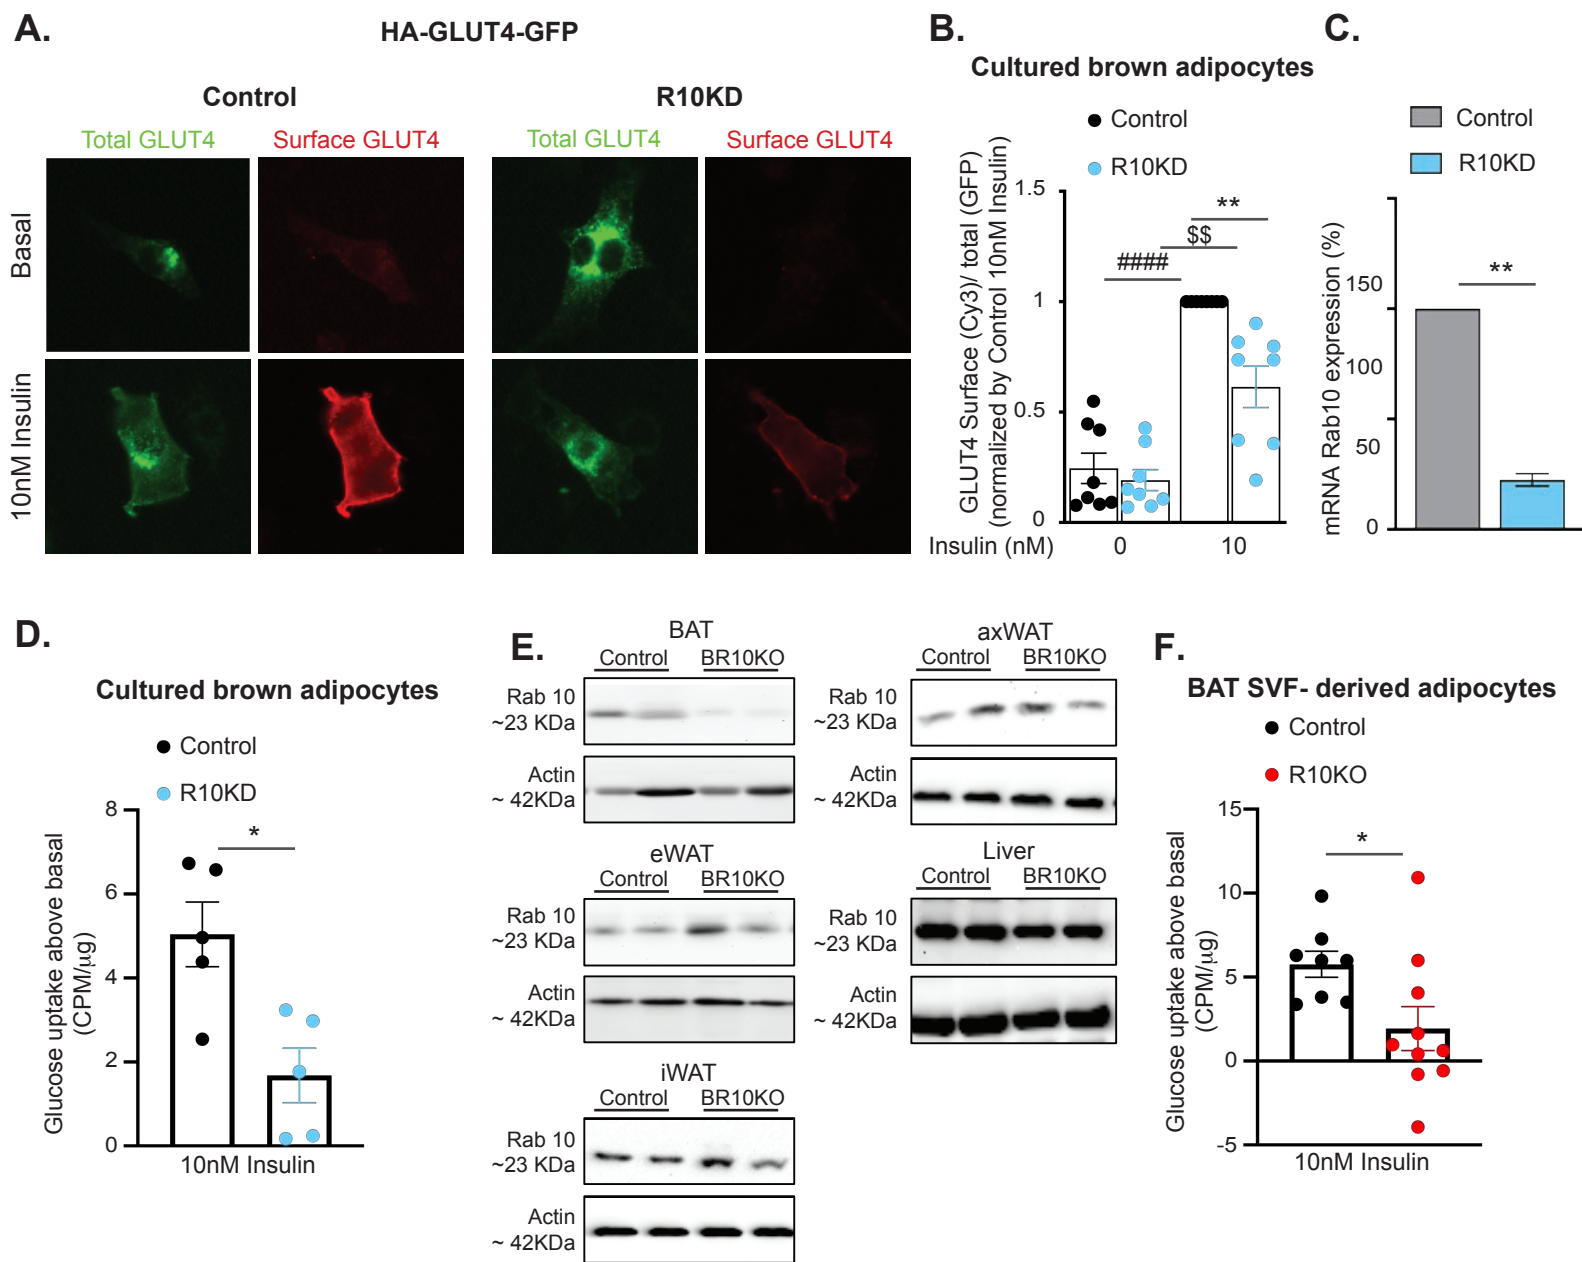 A.
HA-GLUT4-GFP
Control
R10KD
Total GLUT4
Surface GLUT4
Total GLUT4
Surface GLUT4
Basal
10nM Insulin
B.
Cultured brown adipocytes
Control
R10KD
GLUT4 Surface (Cy3)/ total (GFP)
(normalized by Control 10nM Insulin)
1.5
1
0.5
0
**
$$
####
Insulin (nM)
0
10
C.
Control
R10KD
mRNA Rab10 expression (%)
150
100
50
0
**
D.
Cultured brown adipocytes
Control
R10KD
Glucose uptake above basal
(CPM/μg)
8
6
4
2
0
*
10nM Insulin
E.
BAT
Control
BR10KO
Rab 10
~23 KDa
Actin
~ 42KDa
eWAT
Control
BR10KO
Rab 10
~23 KDa
Actin
~ 42KDa
iWAT
Control
BR10KO
Rab 10
~23 KDa
Actin
~ 42KDa
axWAT
Control
BR10KO
Rab 10
~23 KDa
Actin
~ 42KDa
Liver
Control
BR10KO
Rab 10
~23 KDa
Actin
~ 42KDa
F.
BAT SVF- derived adipocytes
Control
R10KO
Glucose uptake above basal
(CPM/μg)
15
10
5
0
-5
*
10nM Insulin